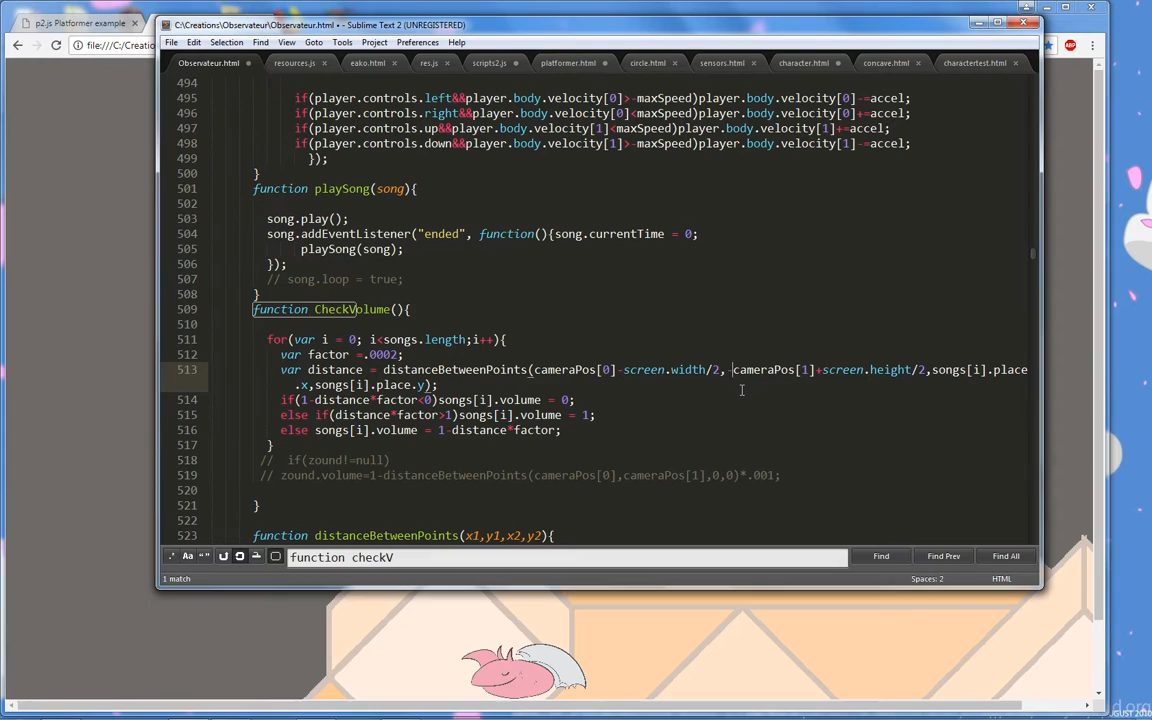 p2.js Platformer example
file:///C:/Creatio
C:\Creations\Observateur\Observateur.html • - Sublime Text 2 (UNREGISTERED)
File Edit Selection Find View Goto Tools Project Preferences Help
Observateur.html resources.js eako.html res.js scripts2.js platformer.html circle.html sensors.html character.html concave.html charactertest.html
494
495 if(player.controls.left&&player.body.velocity[0]>-maxSpeed)player.body.velocity[0]-=accel;
496 if(player.controls.right&&player.body.velocity[0]<maxSpeed)player.body.velocity[0]+=accel;
497 if(player.controls.up&&player.body.velocity[1]<maxSpeed)player.body.velocity[1]+=accel;
498 if(player.controls.down&&player.body.velocity[1]>-maxSpeed)player.body.velocity[1]-=accel;
499 });
500 }
501 function playSong(song){
502
503 song.play();
504 song.addEventListener("ended", function(){song.currentTime = 0;
505 playSong(song);
506 });
507 // song.loop = true;
508 }
509 function CheckVolume(){
510
511 for(var i = 0; i<songs.length;i++){
512 var factor =.0002;
513 var distance = distanceBetweenPoints(cameraPos[0]-screen.width/2,-cameraPos[1]+screen.height/2,songs[i].place
.x,songs[i].place.y);
514 if(1-distance*factor<0)songs[i].volume = 0;
515 else if(distance*factor>1)songs[i].volume = 1;
516 else songs[i].volume = 1-distance*factor;
517 }
518 // if(zound!=null)
519 // zound.volume=1-distanceBetweenPoints(cameraPos[0],cameraPos[1],0,0)*.001;
520
521 }
522
523 function distanceBetweenPoints(x1,y1,x2,y2){
.* Aa “” function checkV Find Find Prev Find All
1 match Spaces: 2 HTML
ABP